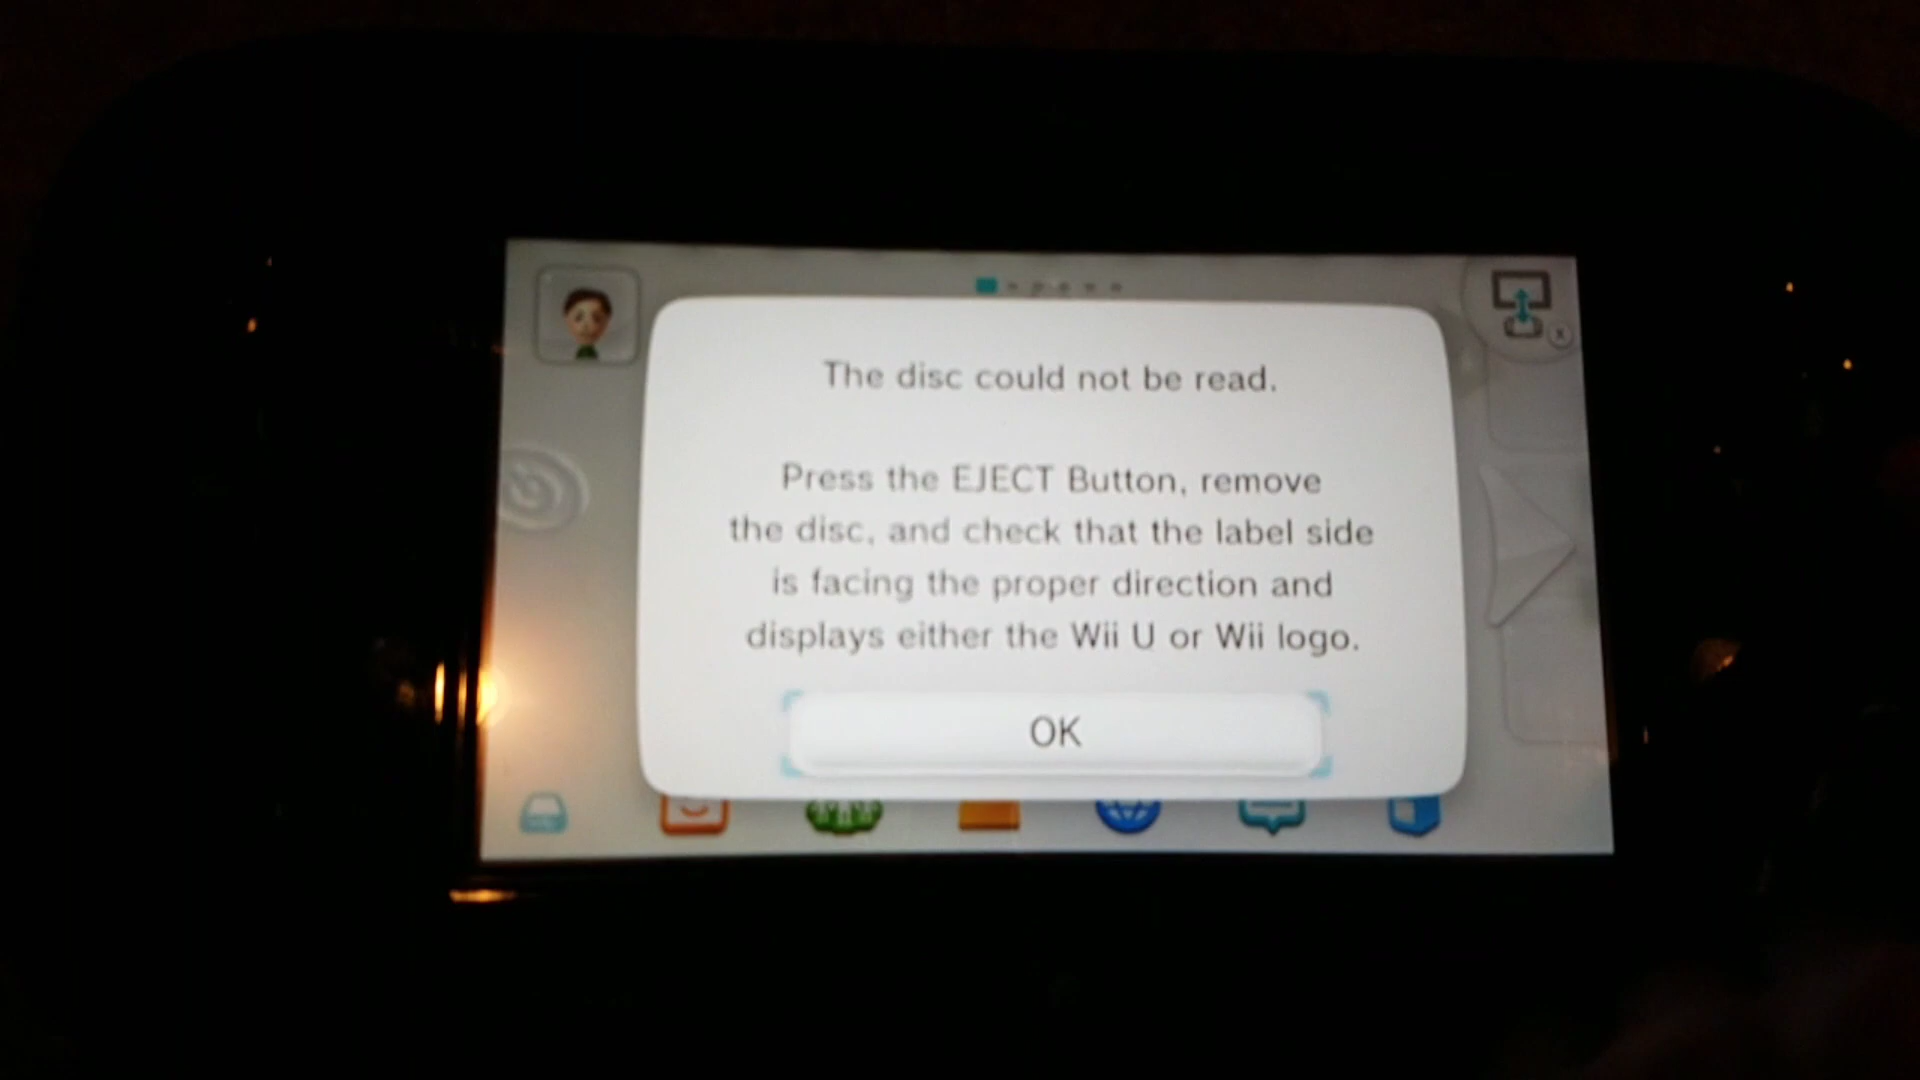 The disc could not be read.
Press the EJECT Button, remove
the disc, and check that the label side
is facing the proper direction and
displays either the Wii U or Wii logo.
OK